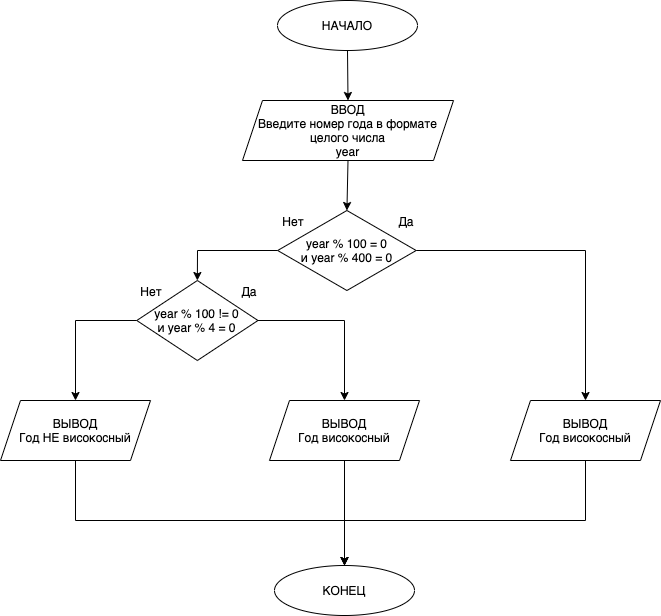 НАЧАЛО
ВВОД
Введите номер года в формате
целого числа
year
Нет
Да
year % 100 = 0
и year % 400 = 0
Нет
Да
year % 100 != 0
и year % 4 = 0
ВЫВОД
Год НЕ високосный
ВЫВОД
Год високосный
ВЫВОД
Год високосный
КОНЕЦ